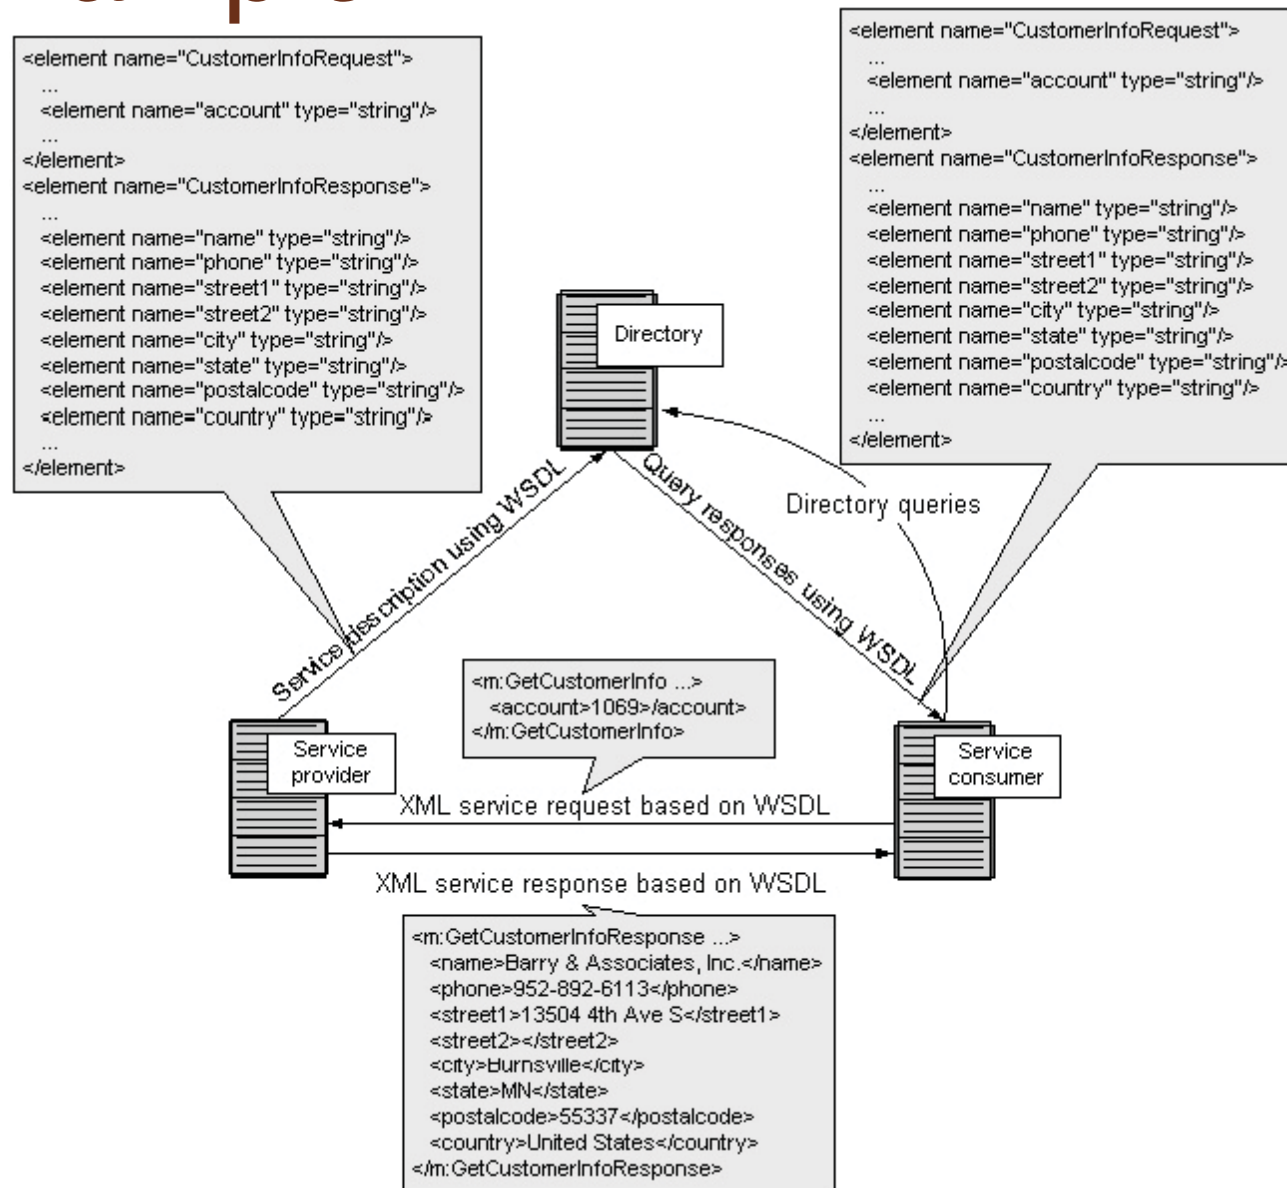 <element name="CustomerInfoRequest">
...
<element name="account" type="string"/>
...
</element>
<element name="CustomerInfoResponse">
...
<element name="name" type="string"/>
<element name="phone" type="string"/>
<element name="street1" type="string"/>
<element name="street2" type="string"/>
<element name="city" type="string"/>
<element name="state" type="string"/>
<element name="postalcode" type="string"/>
<element name="country" type="string"/>
...
</element>
<element name="CustomerInfoRequest">
...
<element name="account" type="string"/>
...
</element>
<element name="CustomerInfoResponse">
...
<element name="name" type="string"/>
<element name="phone" type="string"/>
<element name="street1" type="string"/>
<element name="street2" type="string"/>
<element name="city" type="string"/>
<element name="state" type="string"/>
<element name="postalcode" type="string"/>
<element name="country" type="string"/>
...
</element>
Directory
Service description using WSDL
Query responses using WSDL
Directory queries
<m:GetCustomerInfo ...>
<account>1069>/account>
</m:GetCustomerInfo>
Service
provider
Service
consumer
XML service request based on WSDL
XML service response based on WSDL
<m:GetCustomerInfoResponse ...>
<name>Barry & Associates, Inc.</name>
<phone>952-892-6113</phone>
<street1>13504 4th Ave S</street1>
<street2></street2>
<city>Burnsville</city>
<state>MN</state>
<postalcode>55337</postalcode>
<country>United States</country>
</m:GetCustomerInfoResponse>